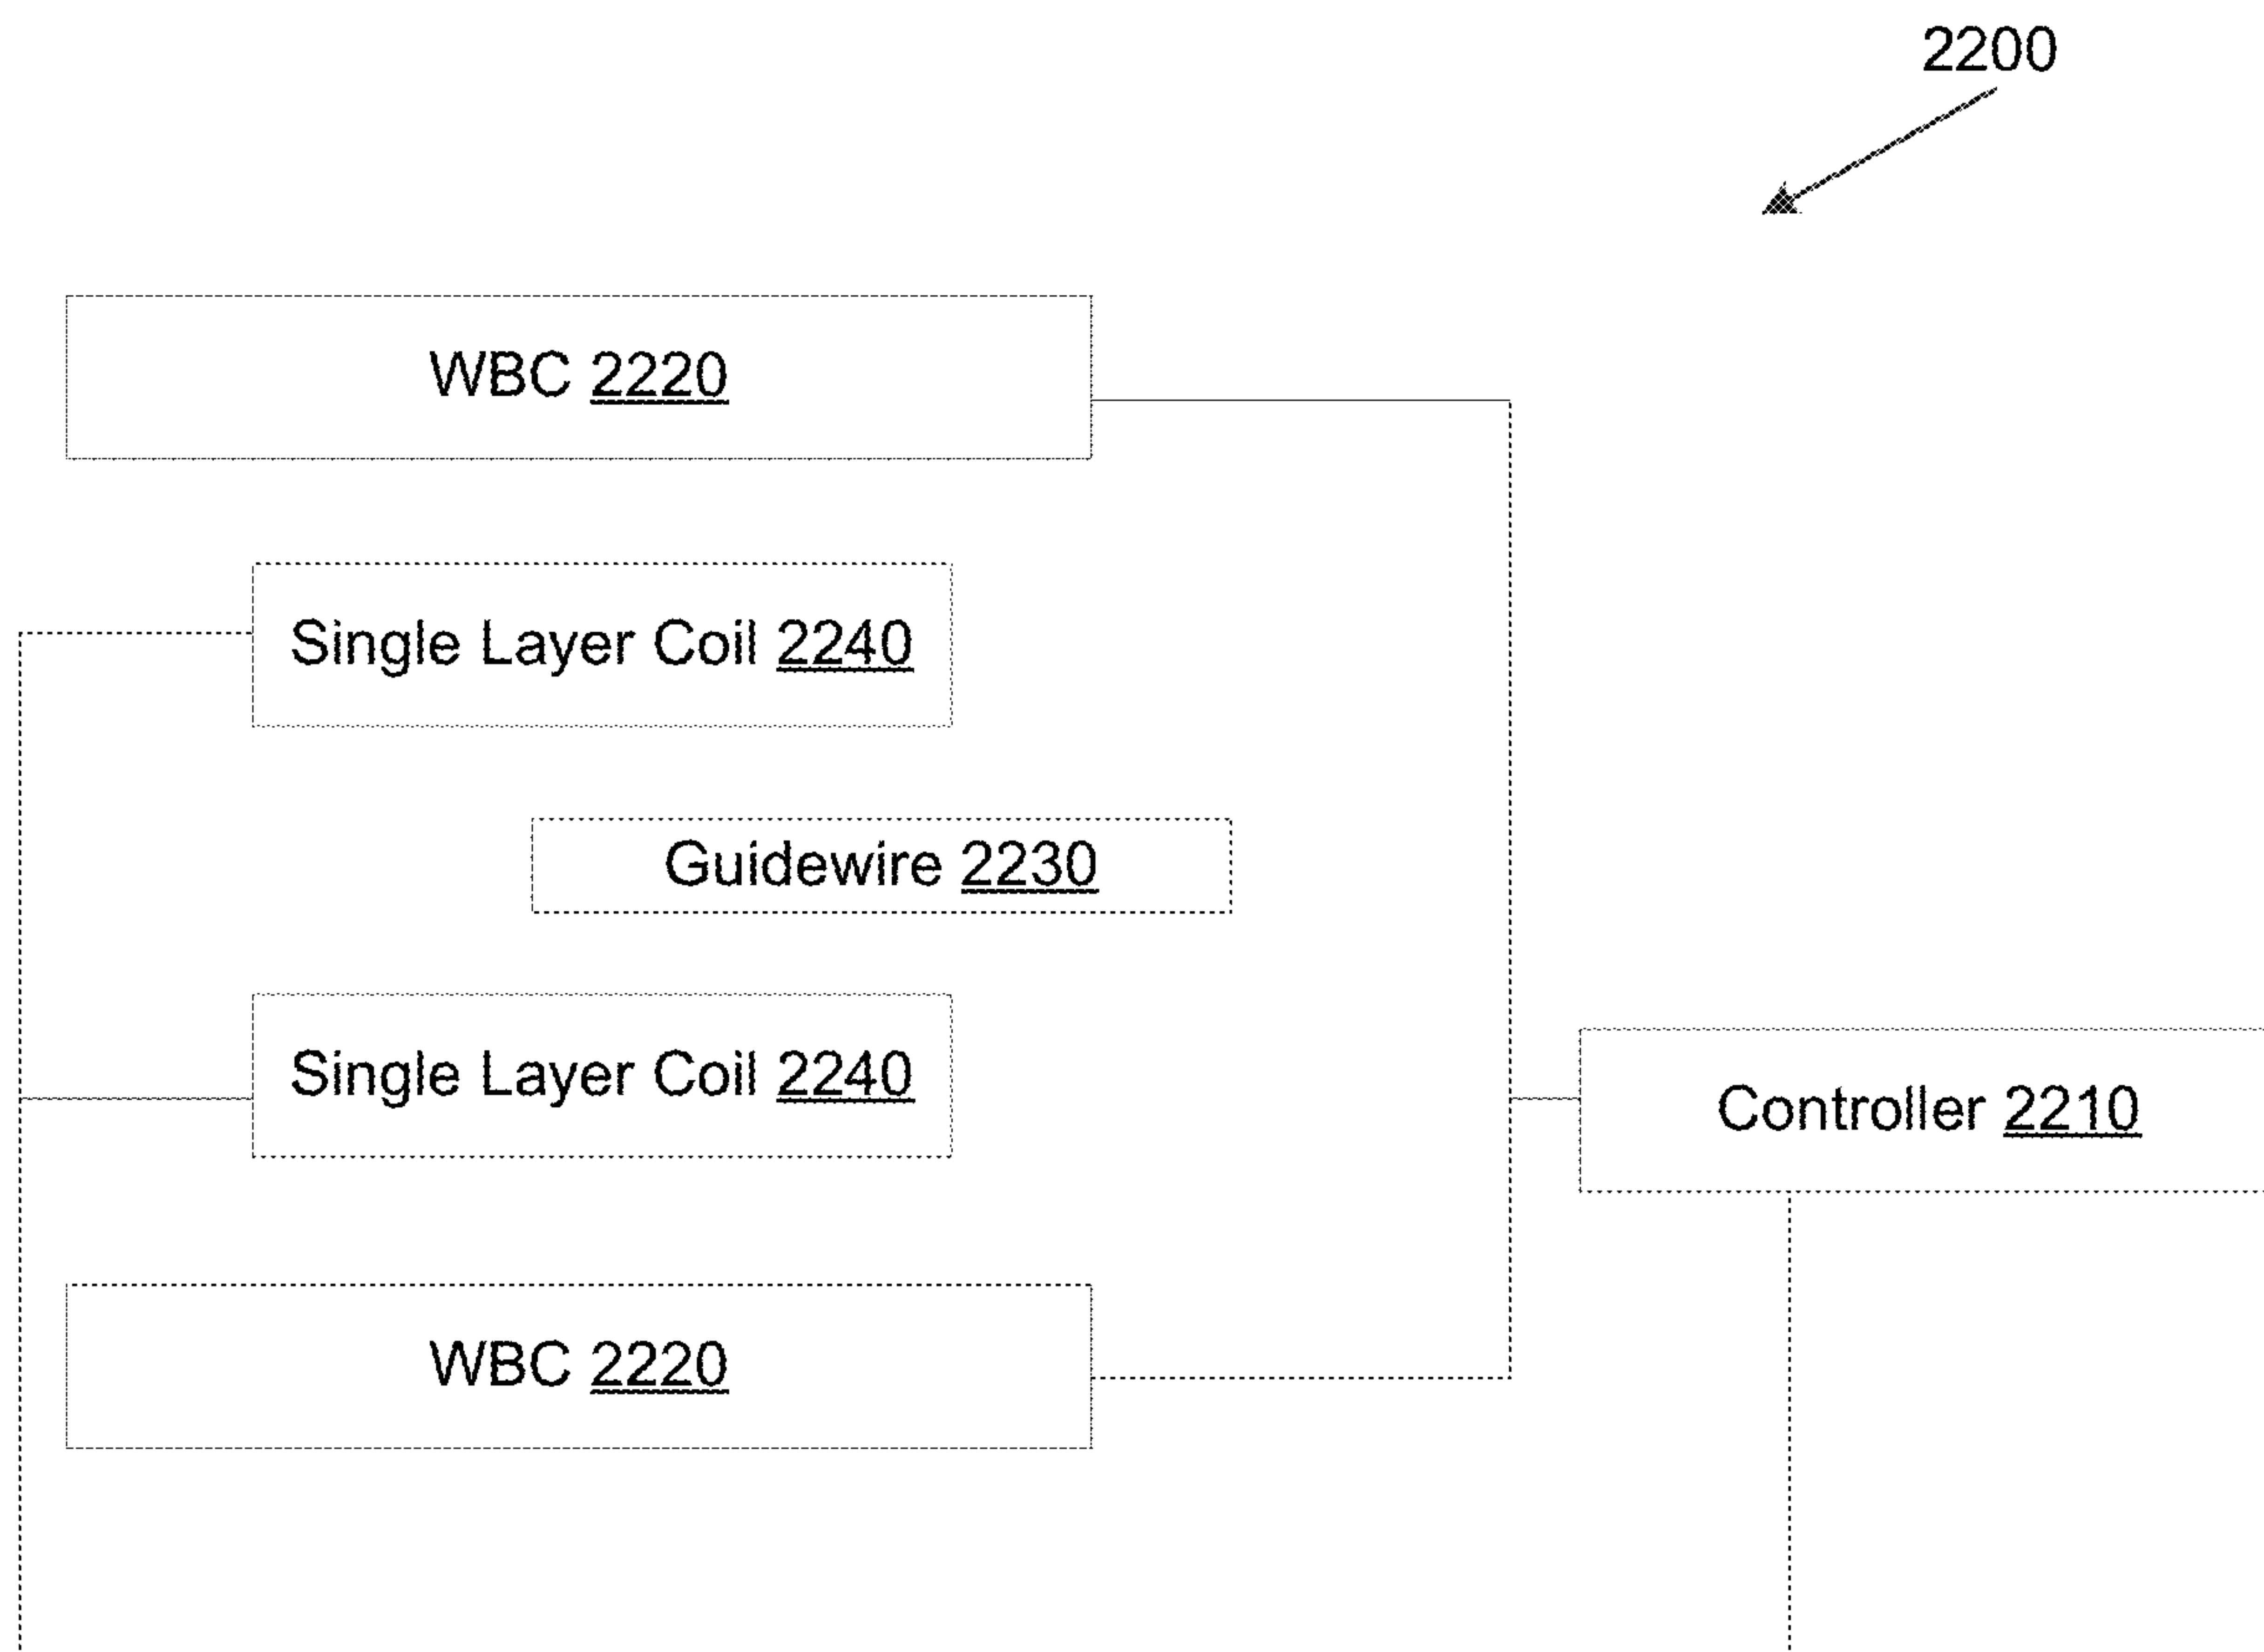 2200
WBC 2220
Single Layer Coil 2240
Guidewire 2230
Single Layer Coil 2240
Controller 2210
WBC 2220